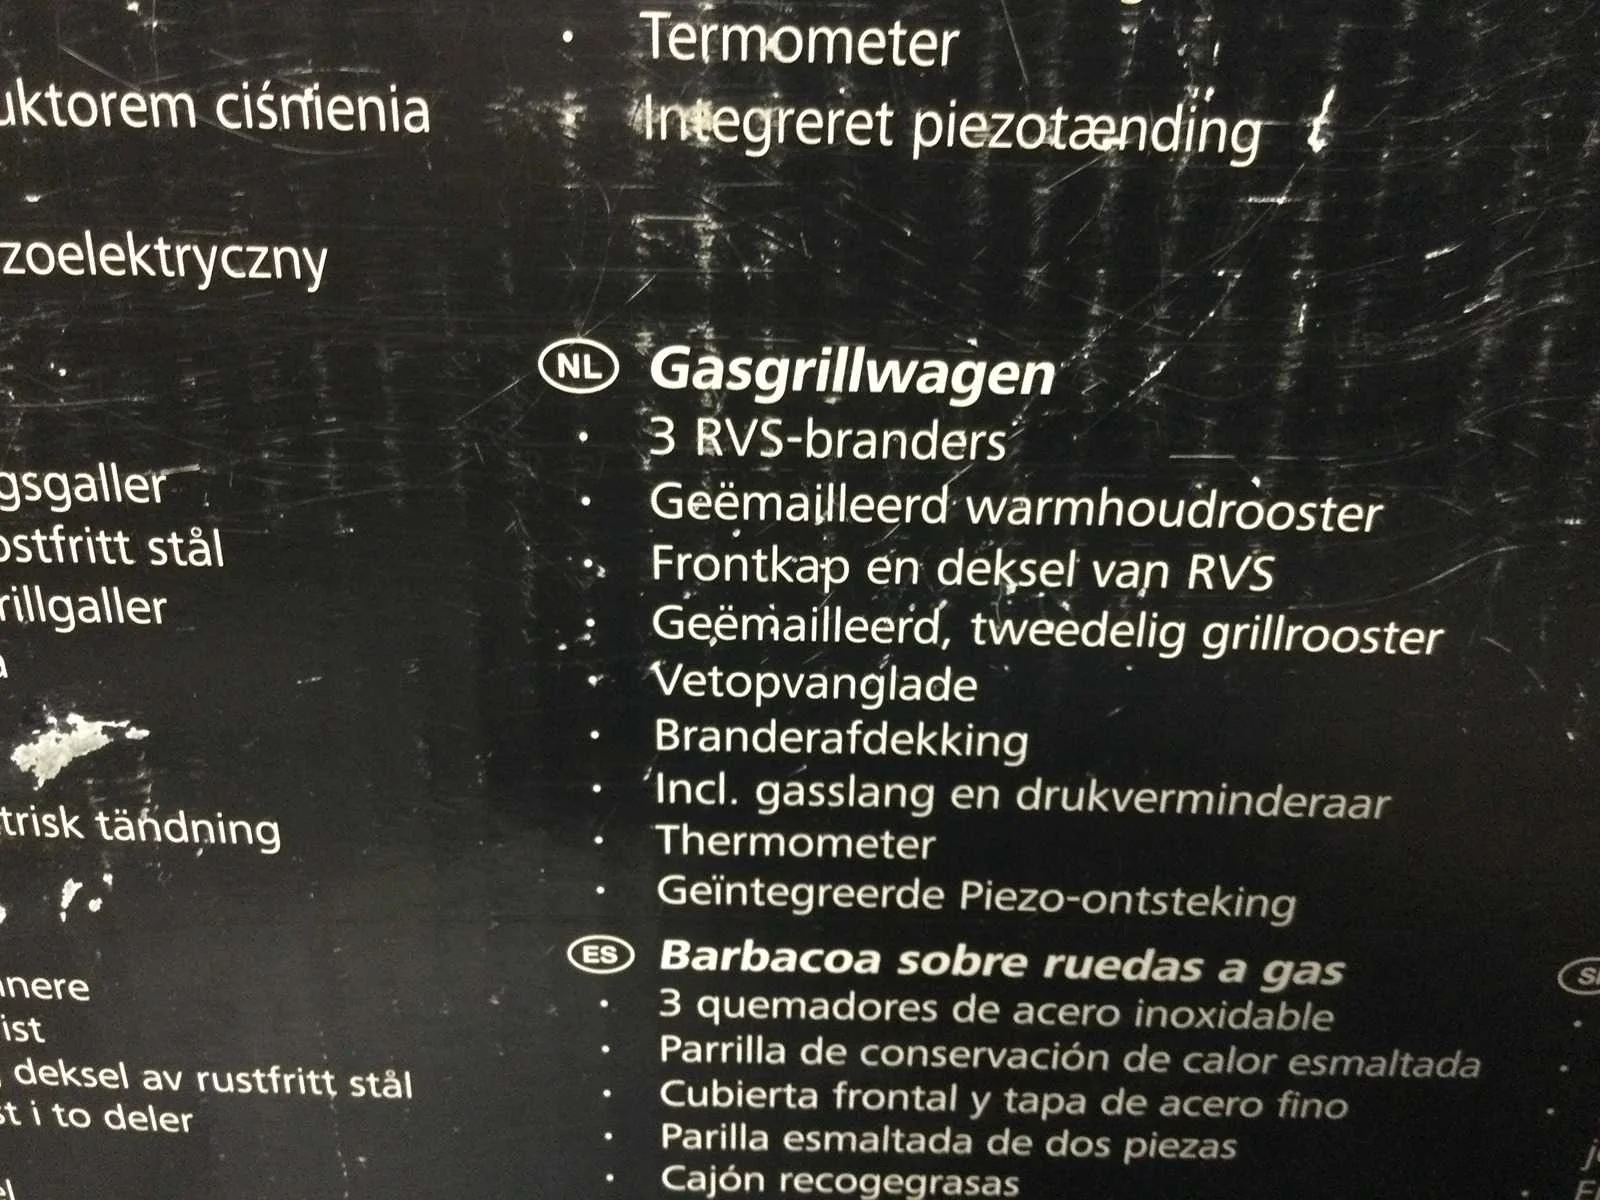 uktorem ciśnienia
zoelektryczny
gsgaller
ostfritt stål
rillgaller
a
trisk tändning
nnere
ist
deksel av rustfritt stål
st i to deler
el
· Termometer
Integreret piezotænding
NL Gasgrillwagen
· 3 RVS-branders
· Geëmailleerd warmhoudrooster
· Frontkap en deksel van RVS
· Geëmailleerd, tweedelig grillrooster
· Vetopvanglade
· Branderafdekking
· Incl. gasslang en drukverminderaar
· Thermometer
· Geïntegreerde Piezo-ontsteking
ES Barbacoa sobre ruedas a gas
· 3 quemadores de acero inoxidable
· Parrilla de conservación de calor esmaltada
· Cubierta frontal y tapa de acero fino
· Parilla esmaltada de dos piezas
· Cajón recogegrasas